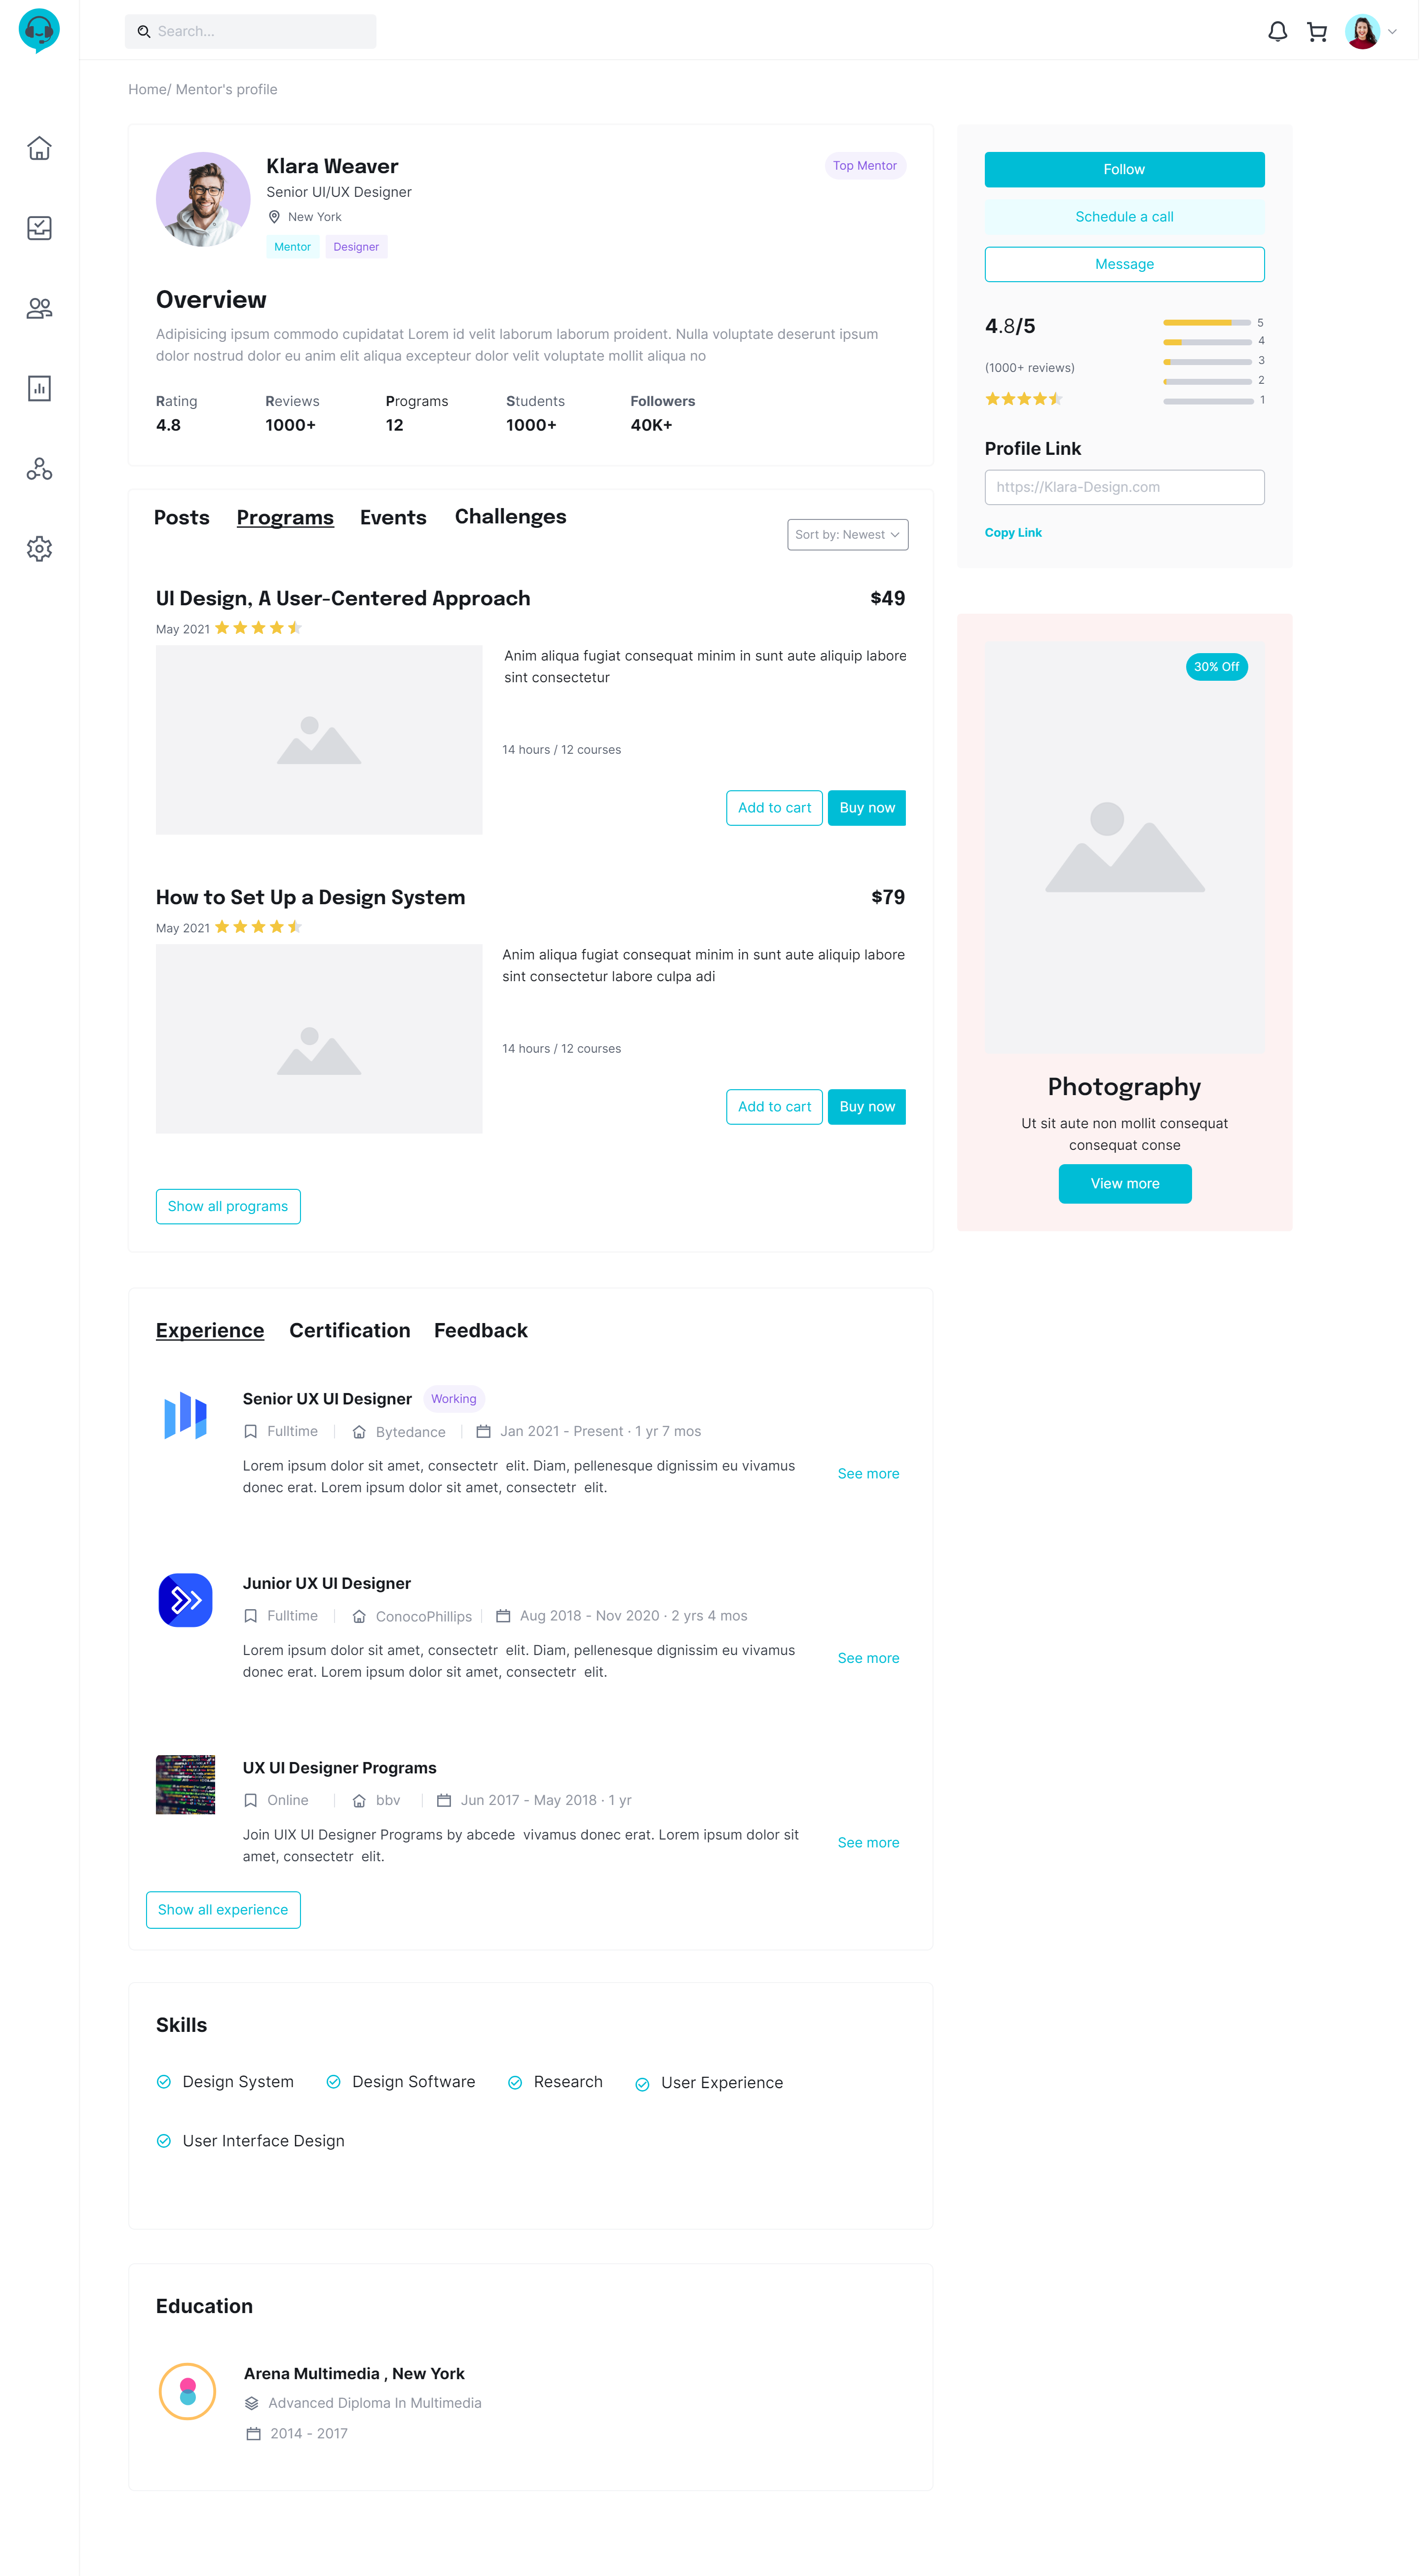 Search...
Home/ Mentor's profile
Klara Weaver
Senior UI/UX Designer
New York
Mentor
Designer
Top Mentor
Overview
Adipisicing ipsum commodo cupidatat Lorem id velit laborum laborum proident. Nulla voluptate deserunt ipsum
dolor nostrud dolor eu anim elit aliqua excepteur dolor velit voluptate mollit aliqua no
Rating
4.8
Reviews
1000+
Programs
12
Students
1000+
Followers
40K+
Follow
Schedule a call
Message
4.8/5
(1000+ reviews)
5
4
3
2
1
Profile Link
https://Klara-Design.com
Copy Link
Posts
Programs
Events
Challenges
Sort by: Newest
UI Design, A User-Centered Approach
$49
May 2021
Anim aliqua fugiat consequat minim in sunt aute aliquip labore
sint consectetur
14 hours / 12 courses
Add to cart
Buy now
How to Set Up a Design System
$79
May 2021
Anim aliqua fugiat consequat minim in sunt aute aliquip labore
sint consectetur labore culpa adi
14 hours / 12 courses
Add to cart
Buy now
Show all programs
30% Off
Photography
Ut sit aute non mollit consequat
consequat conse
View more
Experience
Certification
Feedback
Senior UX UI Designer
Working
Fulltime
Bytedance
Jan 2021 - Present · 1 yr 7 mos
Lorem ipsum dolor sit amet, consectetr  elit. Diam, pellenesque dignissim eu vivamus
donec erat. Lorem ipsum dolor sit amet, consectetr  elit.
See more
Junior UX UI Designer
Fulltime
ConocoPhillips
Aug 2018 - Nov 2020 · 2 yrs 4 mos
Lorem ipsum dolor sit amet, consectetr  elit. Diam, pellenesque dignissim eu vivamus
donec erat. Lorem ipsum dolor sit amet, consectetr  elit.
See more
UX UI Designer Programs
Online
bbv
Jun 2017 - May 2018 · 1 yr
Join UIX UI Designer Programs by abcede  vivamus donec erat. Lorem ipsum dolor sit
amet, consectetr  elit.
See more
Show all experience
Skills
Design System
Design Software
Research
User Experience
User Interface Design
Education
Arena Multimedia , New York
Advanced Diploma In Multimedia
2014 - 2017